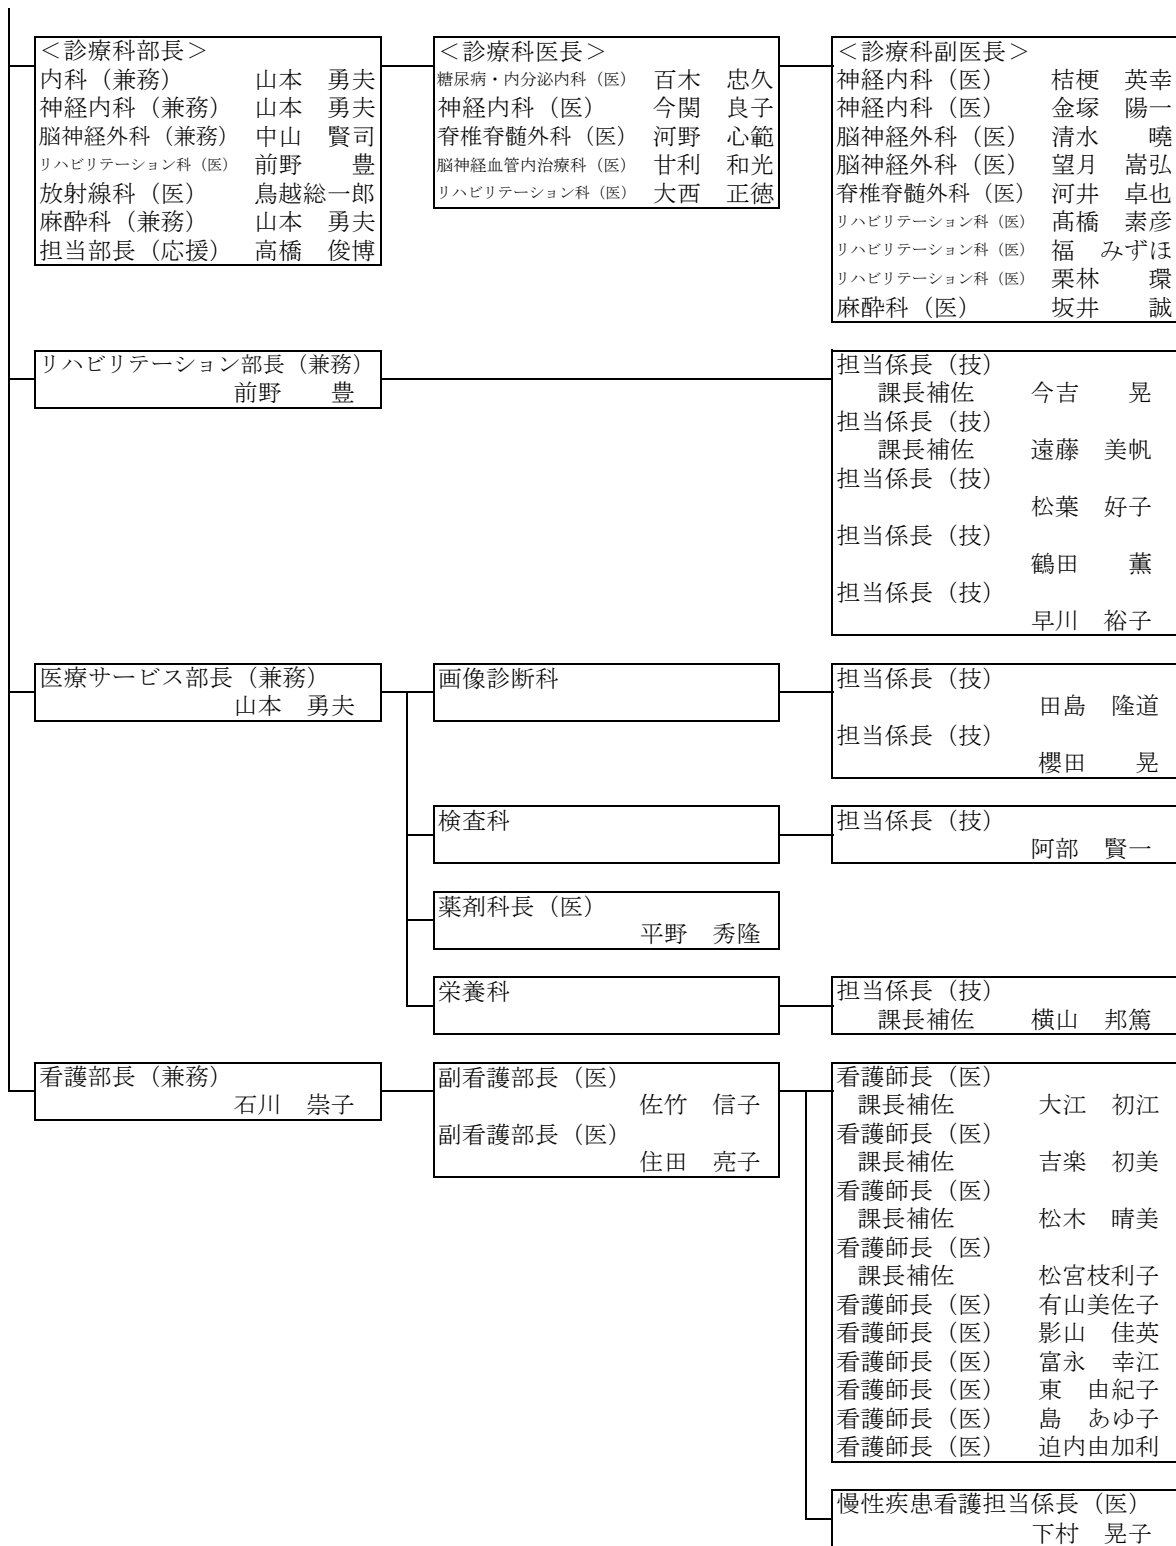 ＜診療科部長＞
内科（兼務）　山本　勇夫
神経内科（兼務）　山本　勇夫
脳神経外科（兼務）　中山　賢司
リハビリテーション科（医）　前野　　豊
放射線科（医）　鳥越総一郎
麻酔科（兼務）　山本　勇夫
担当部長（応援）　高橋　俊博
＜診療科医長＞
糖尿病・内分泌内科（医）　百木　忠久
神経内科（医）　今関　良子
脊椎脊髄外科（医）　河野　心範
脳神経血管内治療科（医）　甘利　和光
リハビリテーション科（医）　大西　正徳
＜診療科副医長＞
神経内科（医）　桔梗　英幸
神経内科（医）　金塚　陽一
脳神経外科（医）　清水　　曉
脳神経外科（医）　望月　嵩弘
脊椎脊髄外科（医）　河井　卓也
リハビリテーション科（医）　髙橋　素彦
リハビリテーション科（医）　福　みずほ
リハビリテーション科（医）　栗林　　環
麻酔科（医）　坂井　　誠
リハビリテーション部長（兼務）
前野　　豊
担当係長（技）
課長補佐　今吉　　晃
担当係長（技）
課長補佐　遠藤　美帆
担当係長（技）
松葉　好子
担当係長（技）
鶴田　　薫
担当係長（技）
早川　裕子
医療サービス部長（兼務）
山本　勇夫
画像診断科
担当係長（技）
田島　隆道
担当係長（技）
櫻田　　晃
検査科
担当係長（技）
阿部　賢一
薬剤科長（医）
平野　秀隆
栄養科
担当係長（技）
課長補佐　横山　邦篤
看護部長（兼務）
石川　崇子
副看護部長（医）
佐竹　信子
副看護部長（医）
住田　亮子
看護師長（医）
課長補佐　大江　初江
看護師長（医）
課長補佐　吉楽　初美
看護師長（医）
課長補佐　松木　晴美
看護師長（医）
課長補佐　松宮枝利子
看護師長（医）　有山美佐子
看護師長（医）　影山　佳英
看護師長（医）　富永　幸江
看護師長（医）　東　由紀子
看護師長（医）　島　あゆ子
看護師長（医）　迫内由加利
慢性疾患看護担当係長（医）
下村　晃子